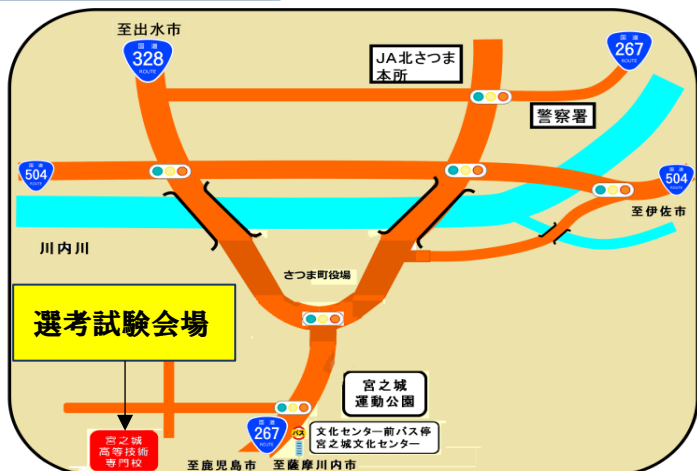 至出水市
国道
328
ROUTE
JA北さつま
本所
国道
267
ROUTE
警察署
国道
504
ROUTE
国道
504
ROUTE
至伊佐市
川内川
さつま町役場
選考試験会場
宮之城
運動公園
宮之城
高等技術
専門校
国道
267
ROUTE
バス
文化センター前バス停
宮之城文化センター
至鹿児島市
至薩摩川内市